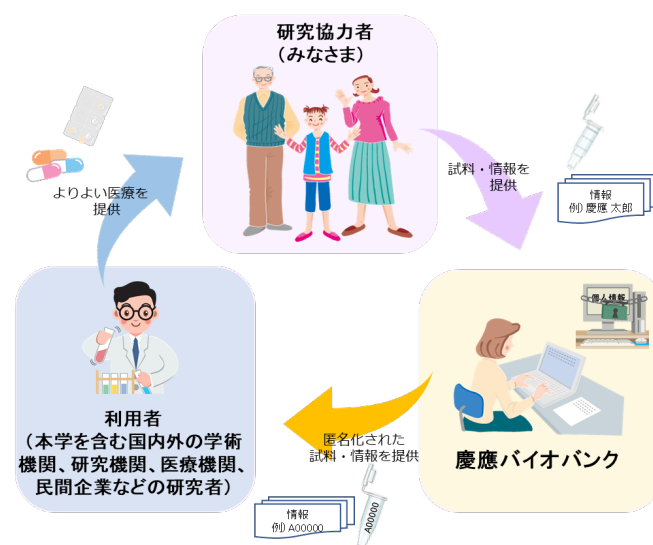 研究協力者
（みなさま）
よりよい医療を
提供
試料・情報を
提供
情報
例) 慶應 太郎
個人情報
利用者
（本学を含む国内外の学術
機関、研究機関、医療機関、
民間企業などの研究者）
匿名化された
試料・情報を提供
慶應バイオバンク
情報
例) A00000
A00000